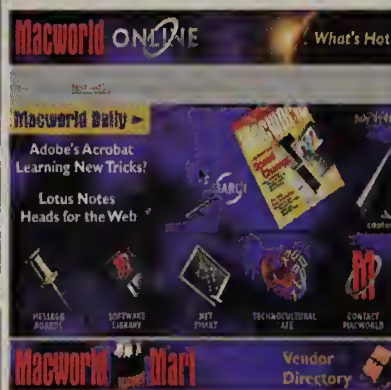 Macworld ONLINE
What's Hot
Macworld Daily
Adobe's Acrobat
Learning New Tricks?
Lotus Notes
Heads for the Web
SEARCH
MESSAGE
BOARDS
SOFTWARE
LIBRARY
NET
SMART
TECHNOCULTURAL
CONTACT
MACWORLD
Macworld Mart
Vendor
Directory